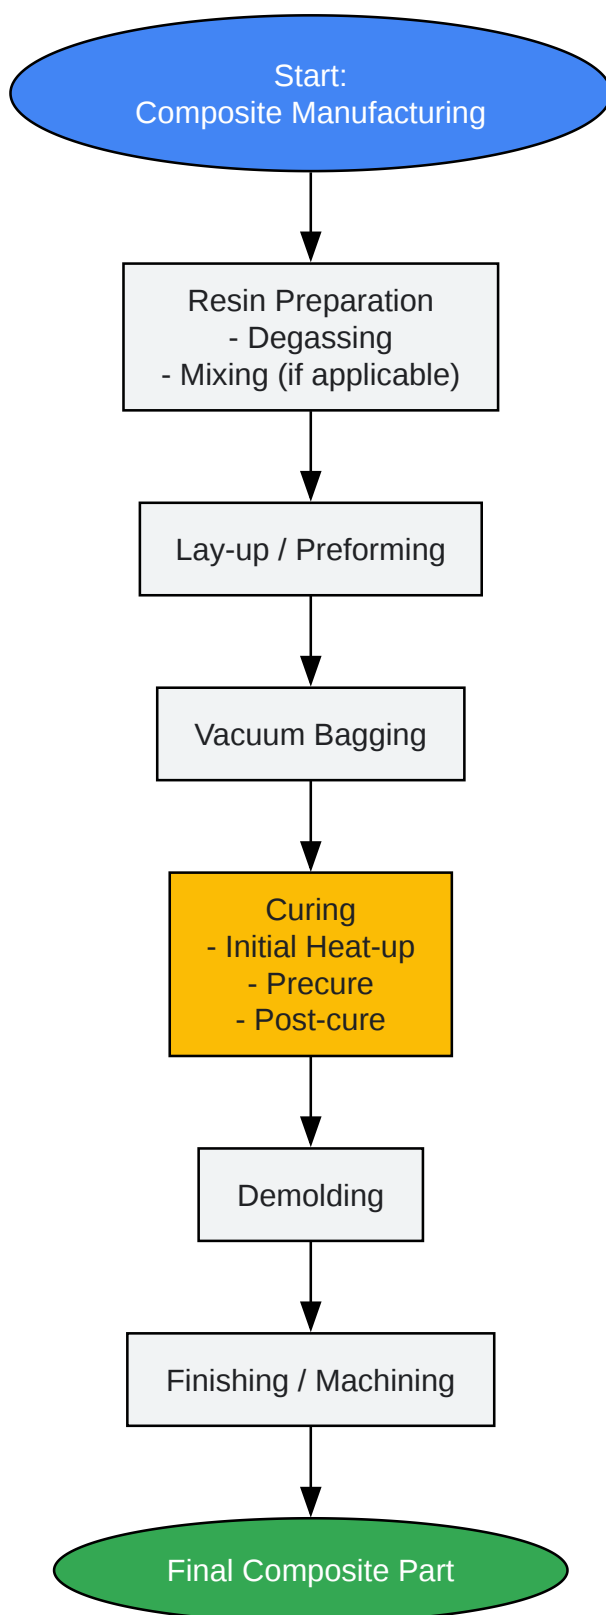 Start:
Composite Manufacturing
Resin Preparation
- Degassing
- Mixing (if applicable)
Lay-up / Preforming
Vacuum Bagging
Curing
- Initial Heat-up
- Precure
- Post-cure
Demolding
Finishing / Machining
Final Composite Part